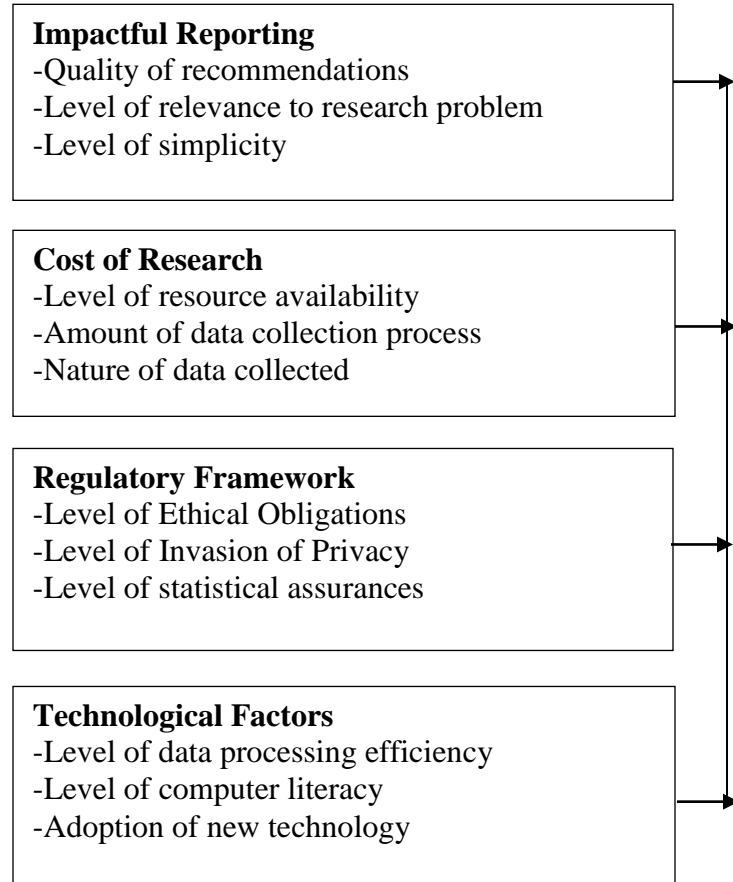 Impactful Reporting
-Quality of recommendations
-Level of relevance to research problem
-Level of simplicity
Cost of Research
-Level of resource availability
-Amount of data collection process
-Nature of data collected
Regulatory Framework
-Level of Ethical Obligations
-Level of Invasion of Privacy
-Level of statistical assurances
Technological Factors
-Level of data processing efficiency
-Level of computer literacy
-Adoption of new technology